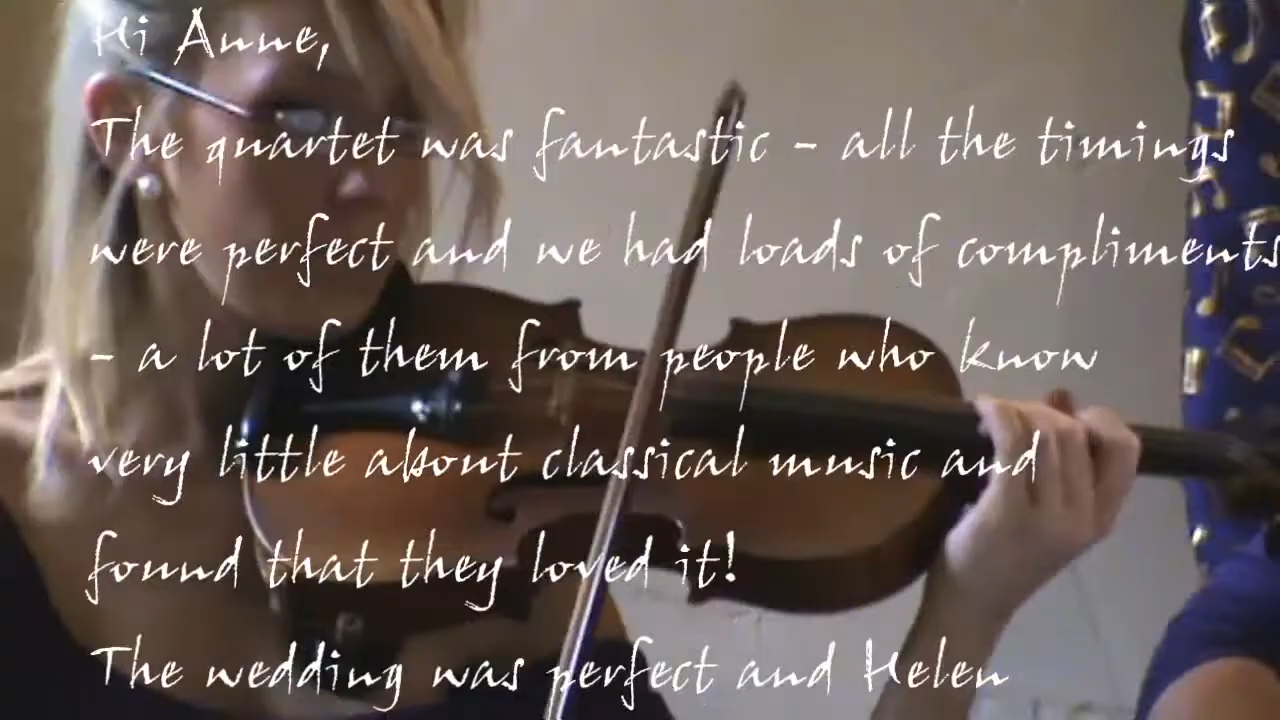 Hi Anne,
The quartet was fantastic - all the timings
were perfect and we had loads of compliments
- a lot of them from people who know
very little about classical music and
found that they loved it!
The wedding was perfect and Helen